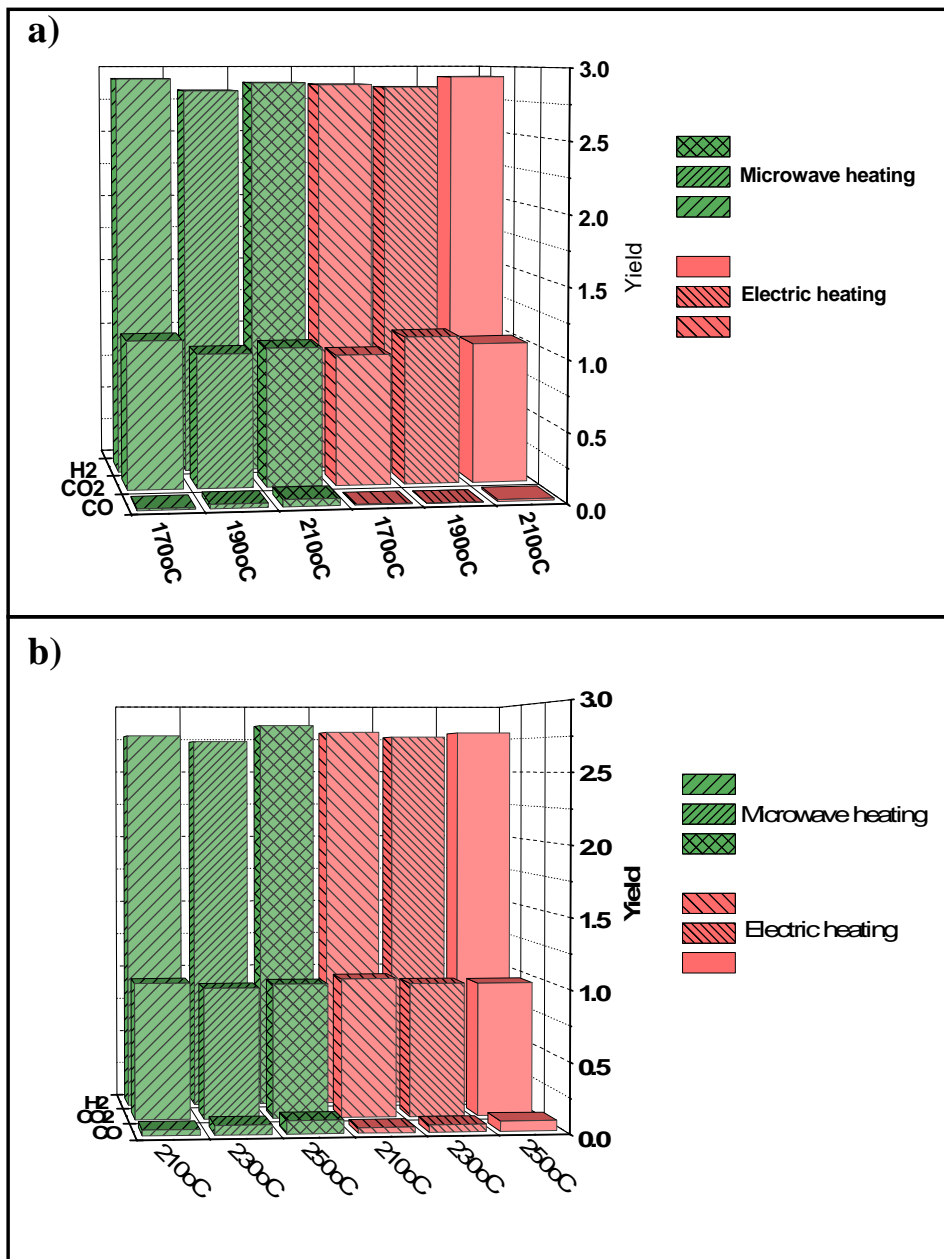 a)
3.0
2.5
2.0
1.5
1.0
0.5
0.0
Yield
Microwave heating
Electric heating
H2
CO2
CO
170oC
190oC
210oC
170oC
190oC
210oC
b)
3.0
2.5
2.0
1.5
1.0
0.5
0.0
Yield
Microwave heating
Electric heating
H2
CO2
CO
210oC
230oC
250oC
210oC
230oC
250oC